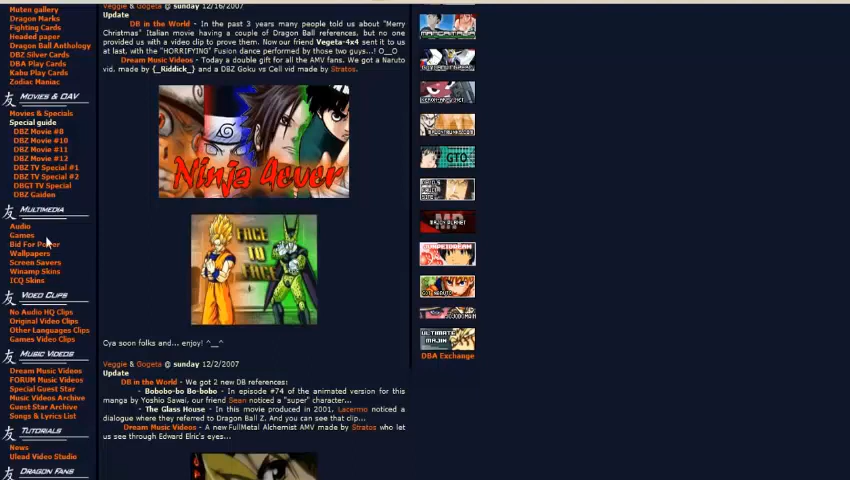 Muten gallery
Dragon Marks
Fighting Cards
Headed paper
Dragon Ball Anthology
DBZ Silver Cards
DBA Play Cards
Kabu Play Cards
Zodiac Maniac
Movies & DAV
Movies & Specials
Special guide
DBZ Movie #8
DBZ Movie #10
DBZ Movie #11
DBZ Movie #12
DBZ TV Special #1
DBZ TV Special #2
DBGT TV Special
DBZ Gaiden
Multimedia
Audio
Games
Bid For Power
Wallpapers
Screen Savers
Winamp Skins
ICQ Skins
Video Clips
No Audio HQ Clips
Original Video Clips
Other Languages Clips
Games Video Clips
Music Videos
Dream Music Videos
FORUM Music Videos
Special Guest Star
Music Videos Archive
Guest Star Archive
Songs & Lyrics List
Tutorials
News
Ulead Video Studio
Dragon Fans
Veggie & Gogeta @ sunday 12/16/2007
Update
DB in the World - In the past 3 years many people told us about "Merry
Christmas" Italian movie having a couple of Dragon Ball references, but no one
provided us with a video clip to prove them. Now our friend Vegeta-4x4 sent it to us
at last, with the "HORRIFYING" Fusion dance performed by those two guys...! O__O
Dream Music Videos - Today a double gift for all the AMV fans. We got a Naruto
vid, made by {_Riddick_} and a DBZ Goku vs Cell vid made by Stratos.
Ninja 4ever
FACE
TO
FACE
Cya soon folks and... enjoy! ^__^
Veggie & Gogeta @ sunday 12/2/2007
Update
DB in the World - We got 2 new DB references:
- Bobobo-bo Bo-bobo - In episode #74 of the animated version for this
manga by Yoshio Sawai, our friend Sean noticed a "super" character...
- The Glass House - In this movie produced in 2001, Lacermo noticed a
dialogue where they referred to Dragon Ball Z. And you can see that clip...
Dream Music Videos - A new FullMetal Alchemist AMV made by Stratos who let
us see through Edward Elric's eyes...
GTO
ULTIMATE
MAJIN
DBA Exchange